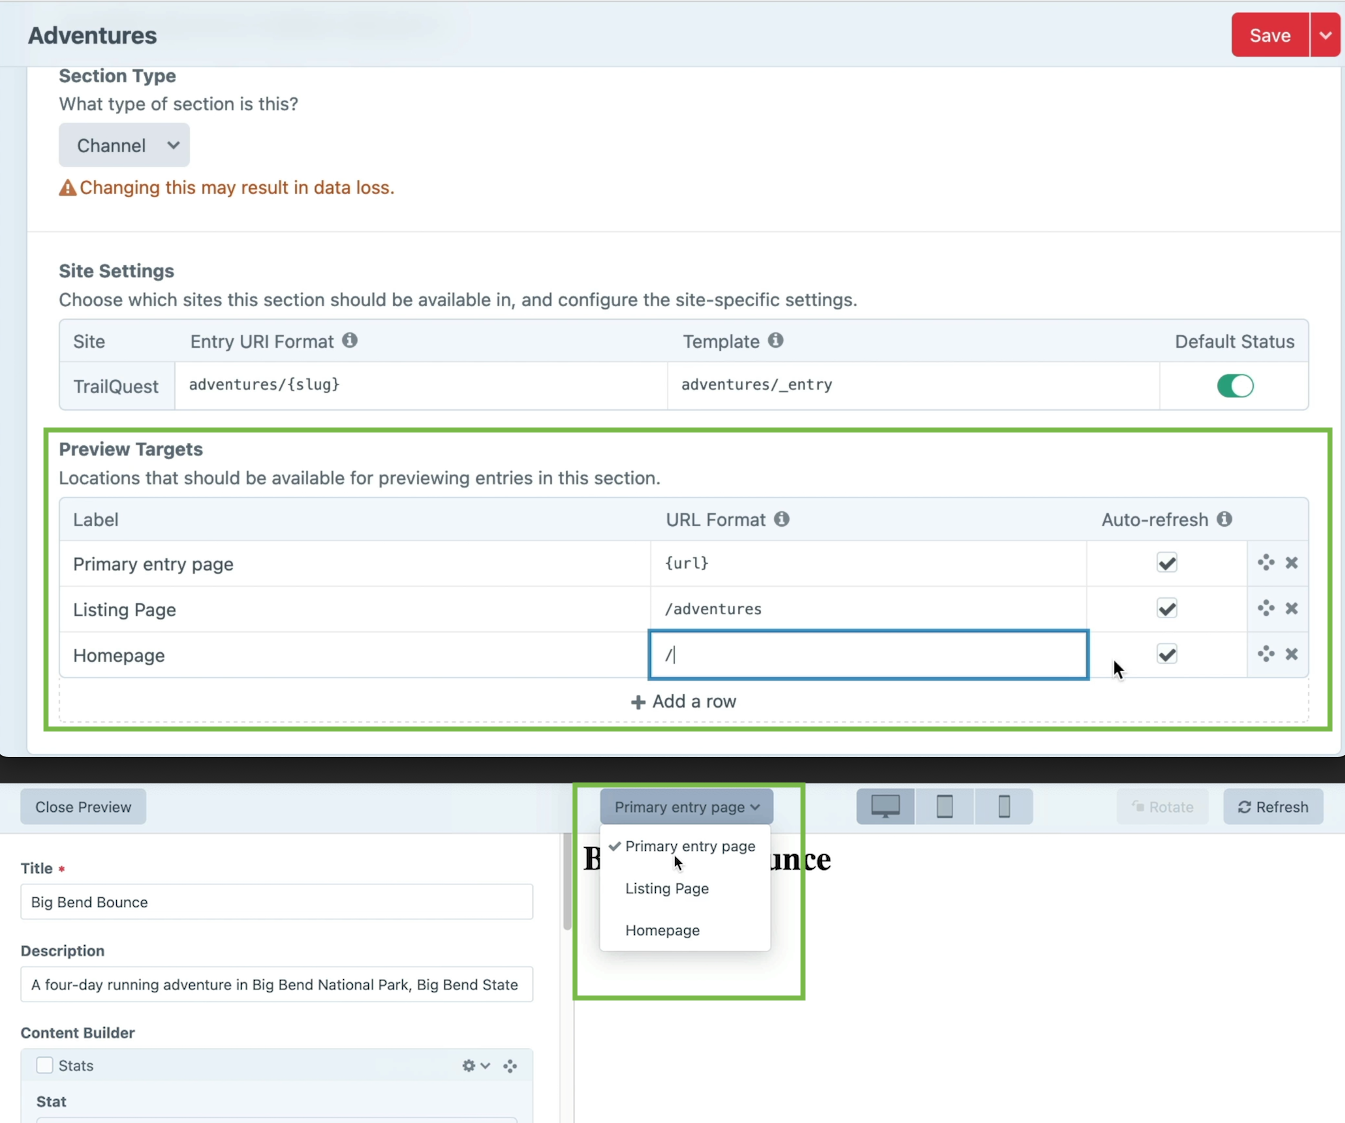 Adventures
Save
Section Type
What type of section is this?
Channel
Changing this may result in data loss.
Site Settings
Choose which sites this section should be available in, and configure the site-specific settings.
Site Entry URI Format Template Default Status
TrailQuest adventures/{slug} adventures/_entry
Preview Targets
Locations that should be available for previewing entries in this section.
Label URL Format Auto-refresh
Primary entry page {url}
Listing Page /adventures
Homepage /
Add a row
Close Preview Primary entry page Rotate Refresh
Primary entry page
Listing Page
Homepage
Title *
Big Bend Bounce
Description
A four-day running adventure in Big Bend National Park, Big Bend State
Content Builder
Stats
Stat